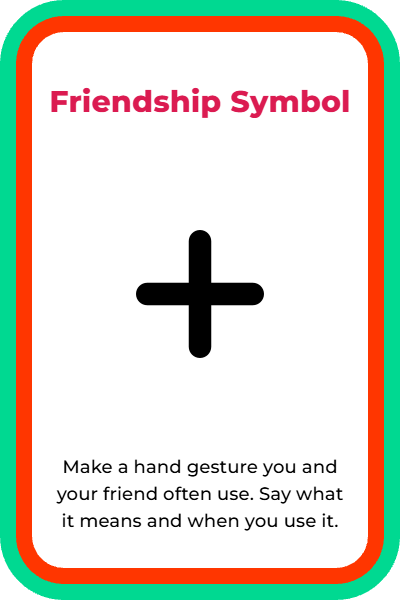 Friendship Symbol
Make a hand gesture you and
your friend often use. Say what
it means and when you use it.